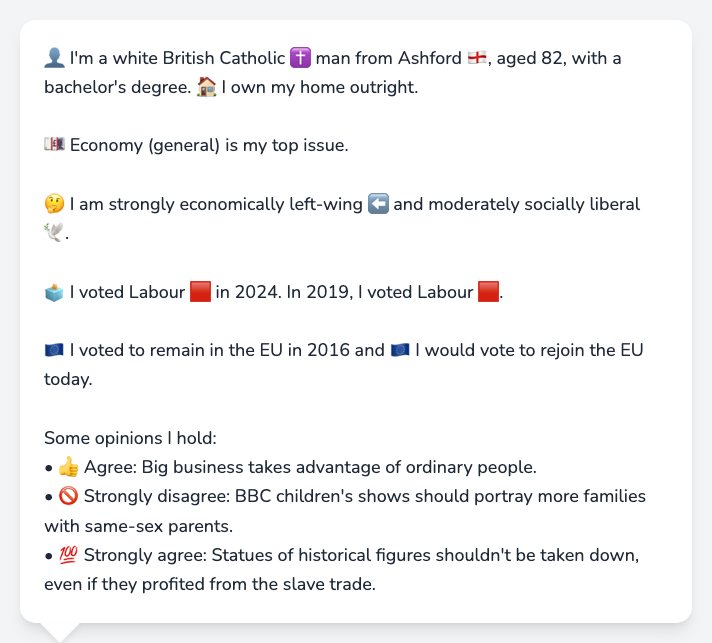 👤 I'm a white British Catholic ✝️ man from Ashford 🏴󠁧󠁢󠁥󠁮󠁧󠁿, aged 82, with a
bachelor's degree. 🏠 I own my home outright.
💷 Economy (general) is my top issue.
🤔 I am strongly economically left-wing ⬅️ and moderately socially liberal
🕊️.
🗳️ I voted Labour 🟥 in 2024. In 2019, I voted Labour 🟥.
🇪🇺 I voted to remain in the EU in 2016 and 🇪🇺 I would vote to rejoin the EU
today.
Some opinions I hold:
• 👍 Agree: Big business takes advantage of ordinary people.
• 🚫 Strongly disagree: BBC children's shows should portray more families
with same-sex parents.
• 💯 Strongly agree: Statues of historical figures shouldn't be taken down,
even if they profited from the slave trade.